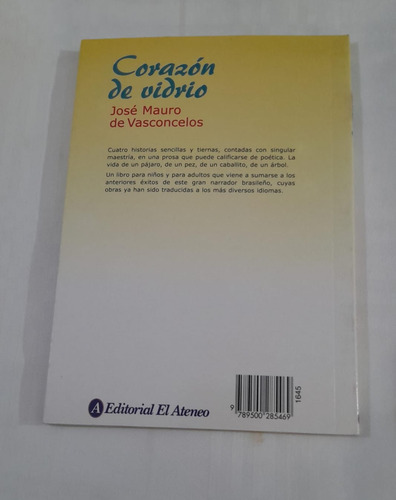 Corazón
de vidrio
José Mauro
de Vasconcelos
Cuatro historias sencillas y tiernas, contadas con singular
maestría, en una prosa que puede calificarse de poética. La
vida de un pájaro, de un pez, de un caballito, de un árbol.
Un libro para niños y para adultos que viene a sumarse a los
anteriores éxitos de este gran narrador brasileño, cuyas
obras ya han sido traducidas a los más diversos idiomas.
A Editorial El Ateneo
9 789500 285469
1645